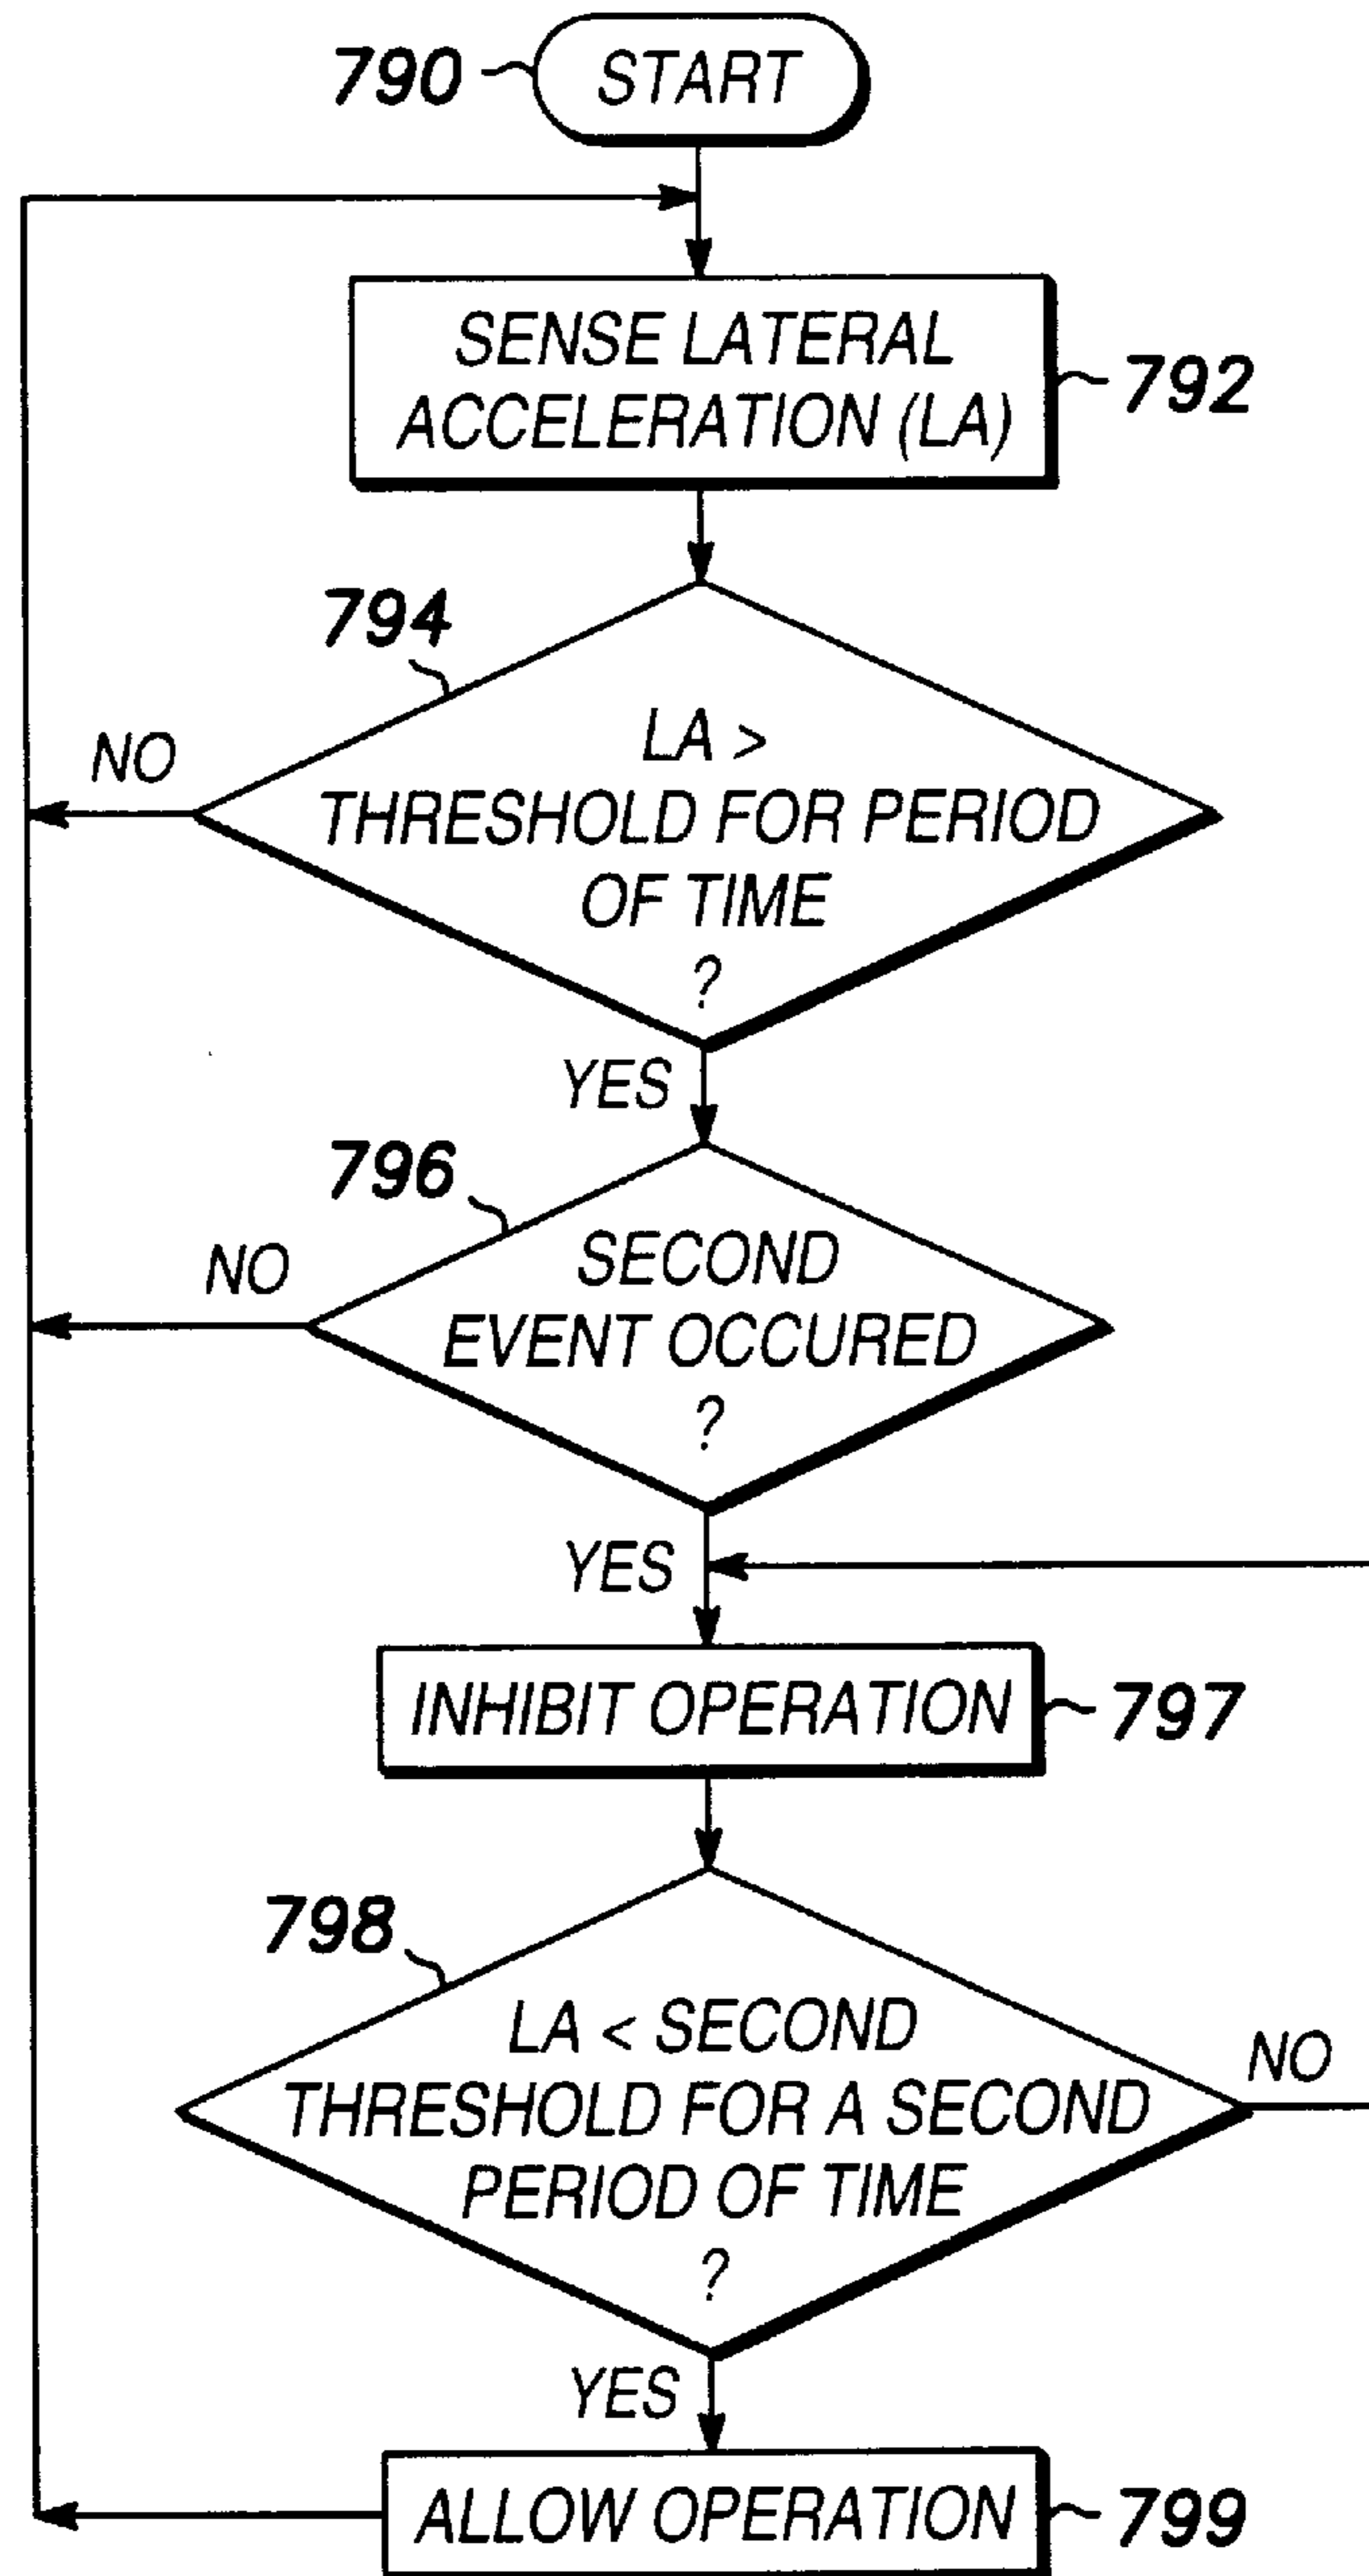 790
START
SENSE LATERAL
ACCELERATION (LA)
792
794
LA >
THRESHOLD FOR PERIOD
OF TIME
?
NO
YES
796
SECOND
EVENT OCCURED
?
NO
YES
INHIBIT OPERATION
797
798
LA < SECOND
THRESHOLD FOR A SECOND
PERIOD OF TIME
?
NO
YES
ALLOW OPERATION
799